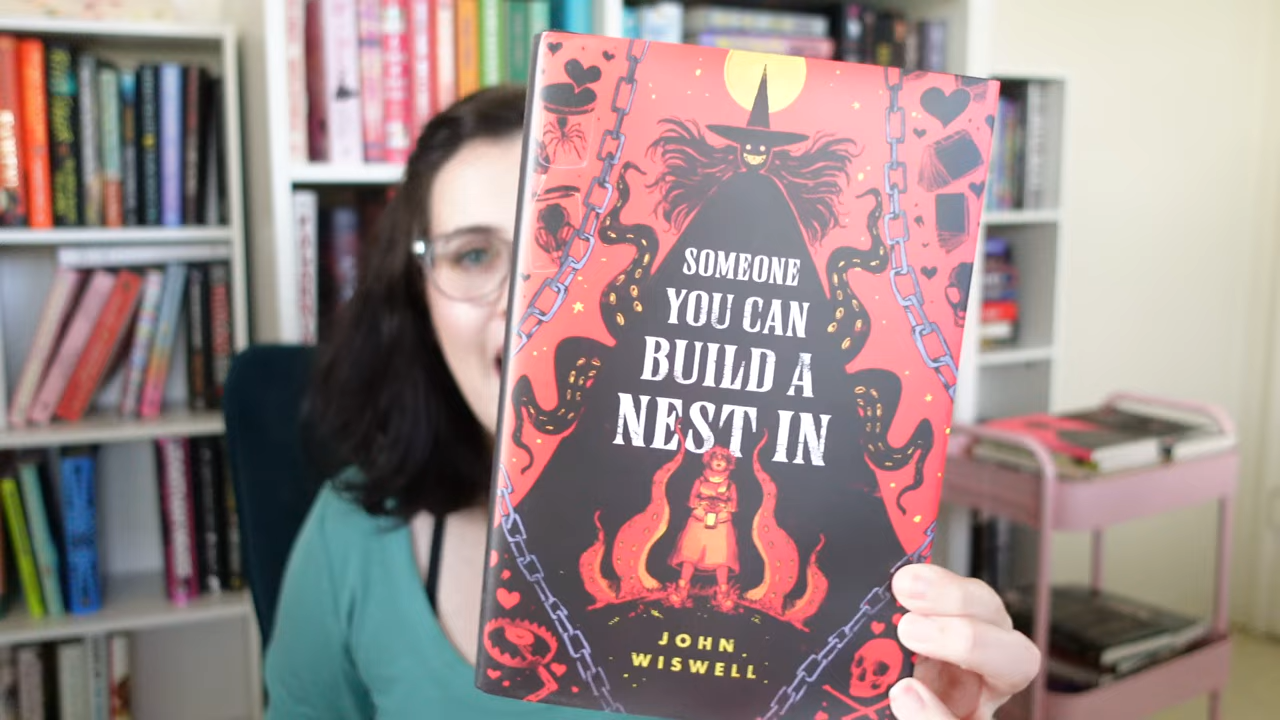 SOMEONE
YOU CAN
BUILD A
NEST IN
JOHN
WISWELL